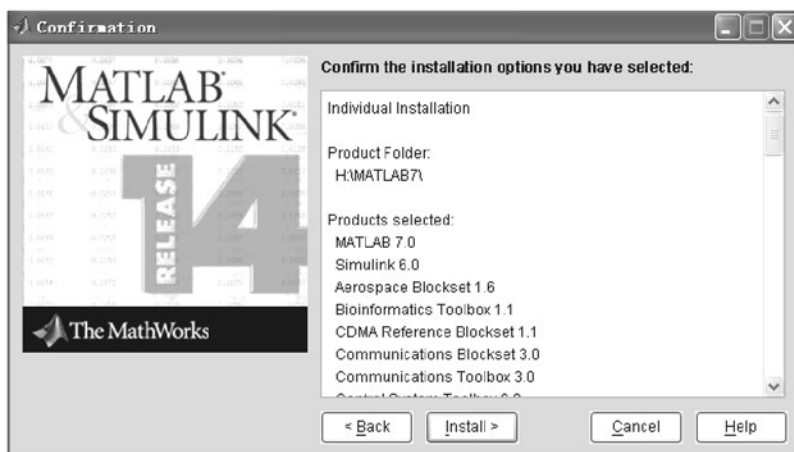 Confirmation
MATLAB®
& SIMULINK®
RELEASE
14
The MathWorks
Confirm the installation options you have selected:
Individual Installation
Product Folder:
H:\MATLAB7\
Products selected:
MATLAB 7.0
Simulink 6.0
Aerospace Blockset 1.6
Bioinformatics Toolbox 1.1
CDMA Reference Blockset 1.1
Communications Blockset 3.0
Communications Toolbox 3.0
< Back
Install >
Cancel
Help